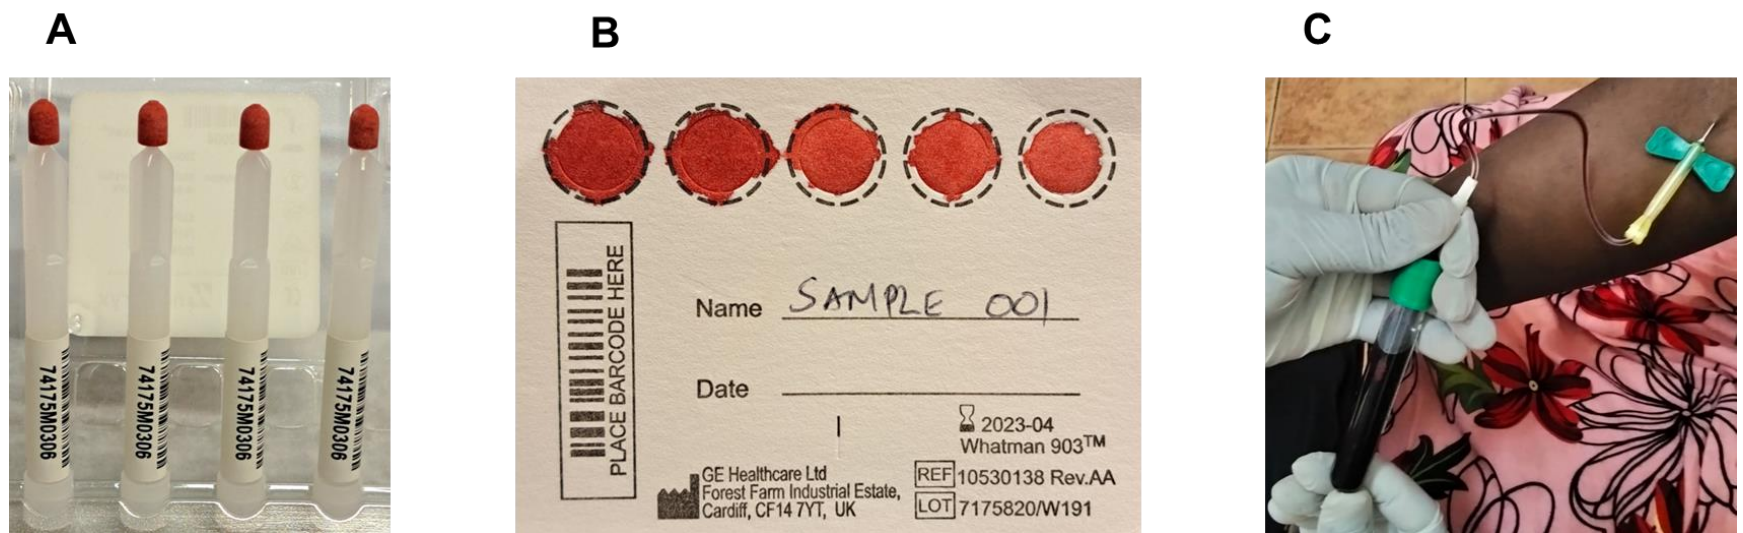 A
B
C
74175M0306
74175M0306
74175M0306
74175M0306
PLACE BARCODE HERE
Name SAMPLE 001
Date
2023-04
Whatman 903™
GE Healthcare Ltd
Forest Farm Industrial Estate,
Cardiff, CF14 7YT, UK
REF 10530138 Rev.AA
LOT 7175820/W191